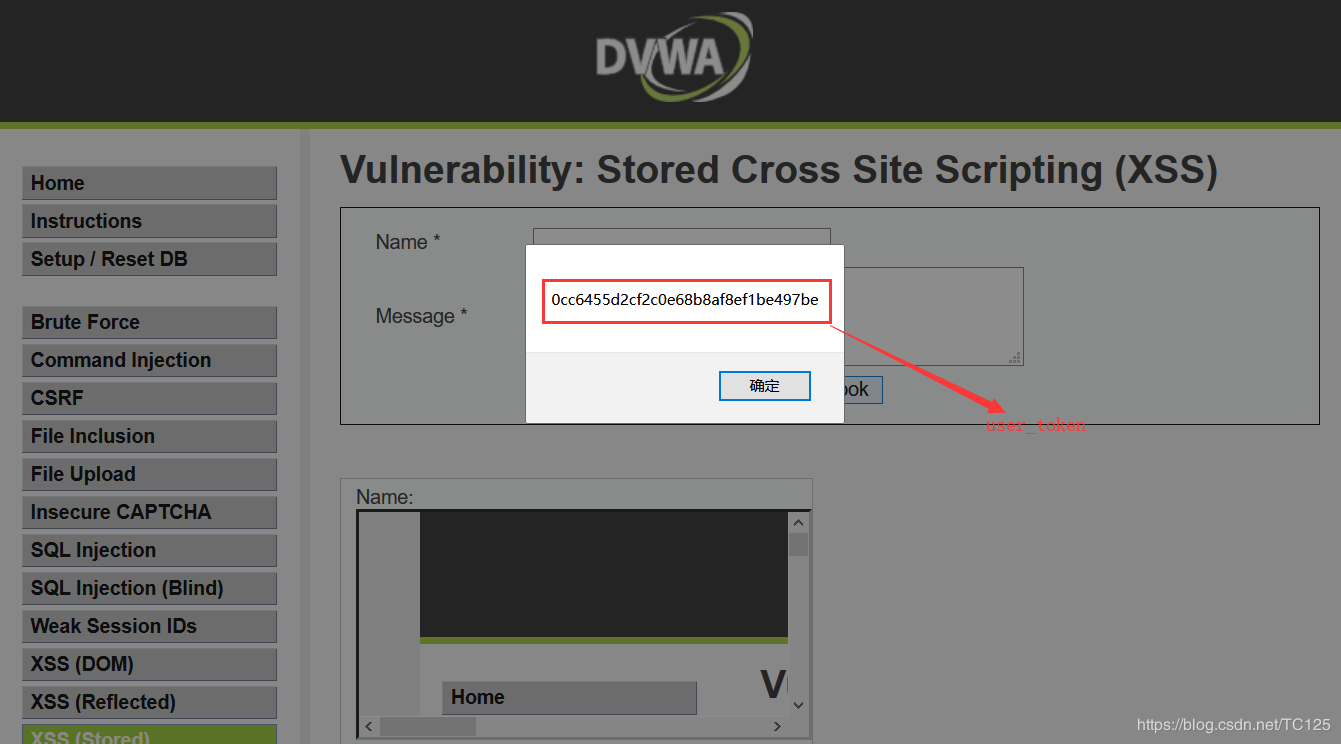 DVWA
Vulnerability: Stored Cross Site Scripting (XSS)
Home
Instructions
Setup / Reset DB
Brute Force
Command Injection
CSRF
File Inclusion
File Upload
Insecure CAPTCHA
SQL Injection
SQL Injection (Blind)
Weak Session IDs
XSS (DOM)
XSS (Reflected)
XSS (Stored)
Name *
Message *
0cc6455d2cf2c0e68b8af8ef1be497be
确定
ook
user_token
Name:
Home
V
https://blog.csdn.net/TC125